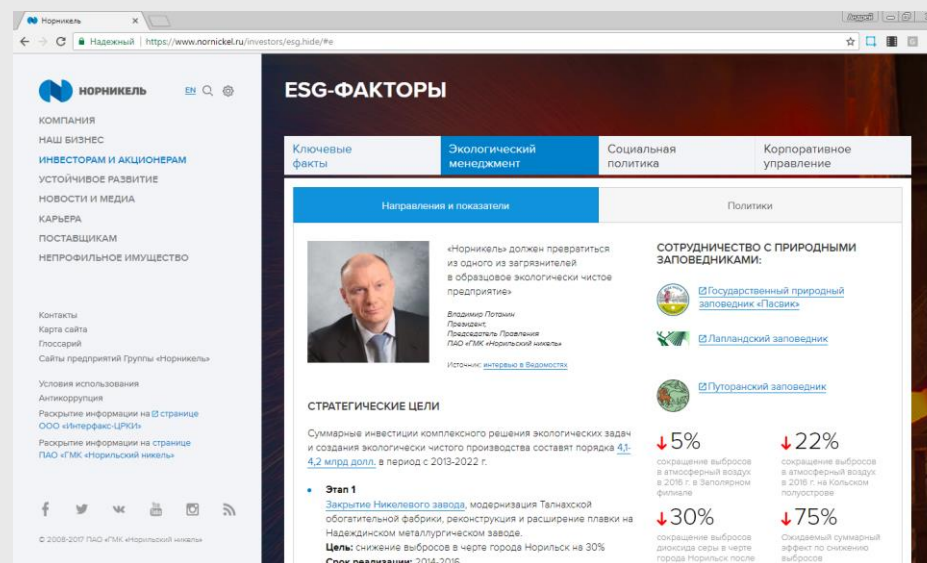 Норникель
Андрей
Надежный | https://www.nornickel.ru/investors/esg.hide/#e
НОРНИКЕЛЬ
EN
КОМПАНИЯ
НАШ БИЗНЕС
ИНВЕСТОРАМ И АКЦИОНЕРАМ
УСТОЙЧИВОЕ РАЗВИТИЕ
НОВОСТИ И МЕДИА
КАРЬЕРА
ПОСТАВЩИКАМ
НЕПРОФИЛЬНОЕ ИМУЩЕСТВО
Контакты
Карта сайта
Глоссарий
Сайты предприятий Группы «Норникель»
Условия использования
Антикоррупция
Раскрытие информации на странице
ООО «Интерфакс-ЦРКИ»
Раскрытие информации на странице
ПАО «ГМК «Норильский никель»
© 2008-2017 ПАО «ГМК «Норильский никель»
ESG-ФАКТОРЫ
Ключевые
факты
Экологический
менеджмент
Социальная
политика
Корпоративное
управление
Направления и показатели
Политики
«Норникель» должен превратиться
из одного из загрязнителей
в образцовое экологически чистое
предприятие»
Владимир Потанин
Президент,
Председатель Правления
ПАО «ГМК «Норильский никель»
Источник: интервью в Ведомостях
СТРАТЕГИЧЕСКИЕ ЦЕЛИ
Суммарные инвестиции комплексного решения экологических задач
и создания экологически чистого производства составят порядка 4,1-
4,2 млрд долл. в период с 2013-2022 г.
Этап 1
Закрытие Никелевого завода, модернизация Талнахской
обогатительной фабрики, реконструкция и расширение плавки на
Надеждинском металлургическом заводе.
Цель: снижение выбросов в черте города Норильск на 30%
Срок реализации: 2014-2016
СОТРУДНИЧЕСТВО С ПРИРОДНЫМИ
ЗАПОВЕДНИКАМИ:
Государственный природный
заповедник «Пасвик»
Лапландский заповедник
Путоранский заповедник
↓5%
сокращение выбросов
в атмосферный воздух
в 2016 г. в Заполярном
филиале
↓22%
сокращение выбросов
в атмосферный воздух
в 2016 г. на Кольском
полуострове
↓30%
сокращение выбросов
диоксида серы в черте
города Норильск после
↓75%
Ожидаемый суммарный
эффект по снижению
выбросов